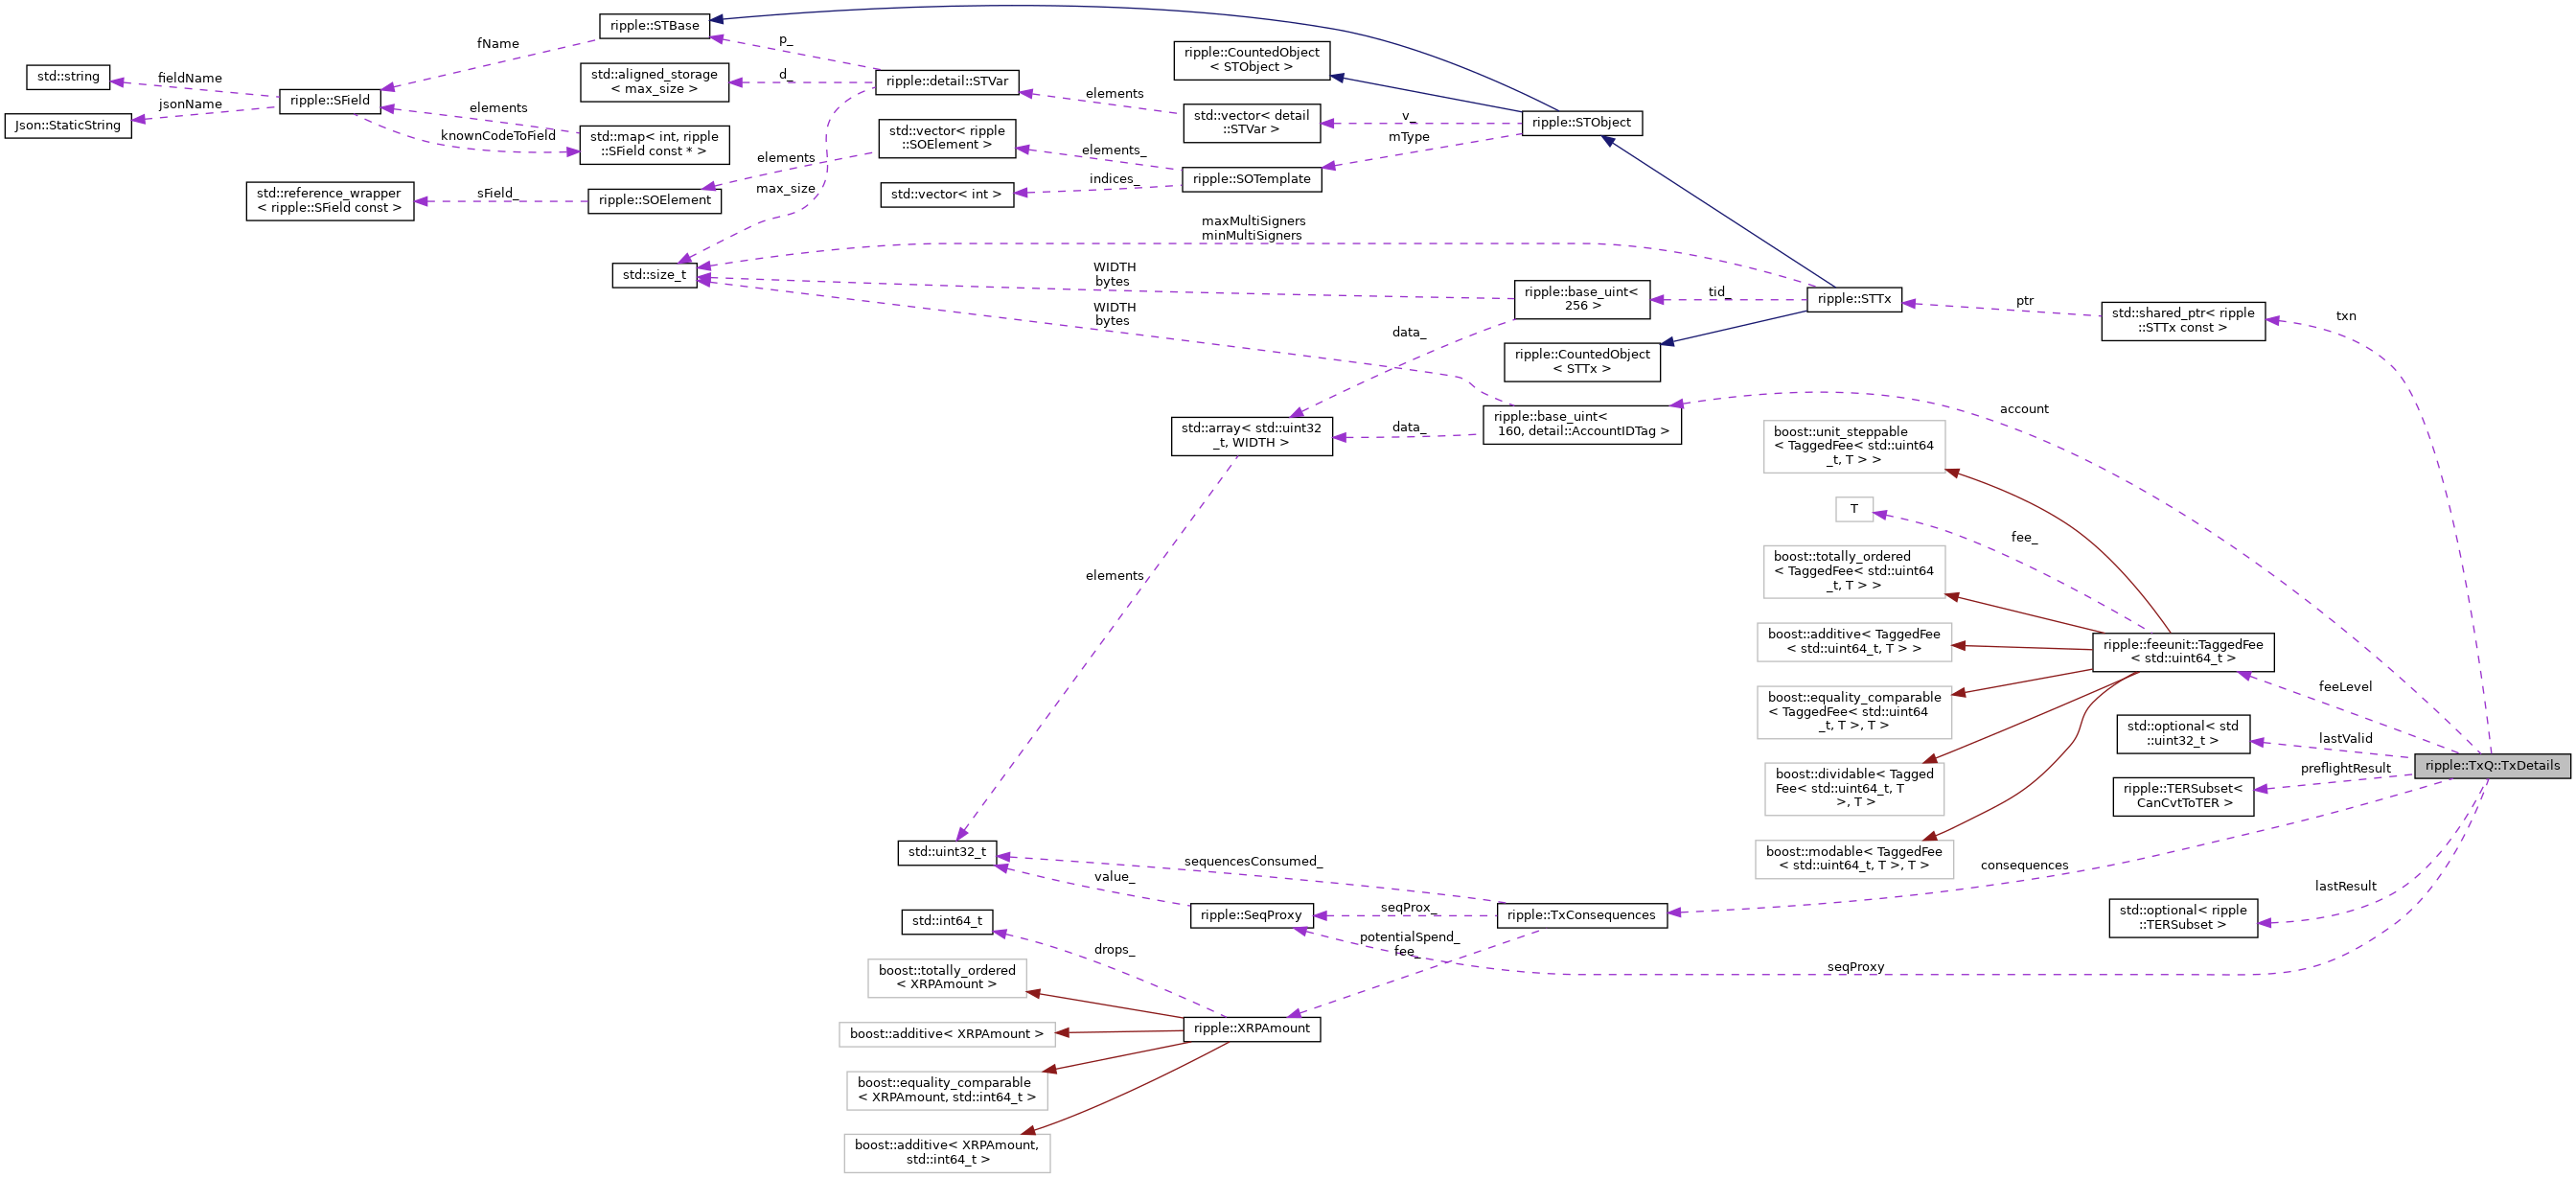 ripple::STBase
fName
p_
std::string
fieldName
jsonName
Json::StaticString
ripple::SField
elements
knownCodeToField
std::aligned_storage
< max_size >
d_
std::map< int, ripple
::SField const * >
ripple::detail::STVar
elements
ripple::CountedObject
< STObject >
std::vector< detail
::STVar >
v_
mType
ripple::STObject
std::vector< ripple
::SOElement >
elements
max_size
elements_
indices_
std::vector< int >
ripple::SOTemplate
std::reference_wrapper
< ripple::SField const >
sField_
ripple::SOElement
maxMultiSigners
minMultiSigners
std::size_t
WIDTH
bytes
WIDTH
bytes
ripple::base_uint<
256 >
tid_
ripple::STTx
ptr
std::shared_ptr< ripple
::STTx const >
txn
data_
ripple::CountedObject
< STTx >
std::array< std::uint32
_t, WIDTH >
data_
ripple::base_uint<
160, detail::AccountIDTag >
account
boost::unit_steppable
< TaggedFee< std::uint64
_t, T > >
T
fee_
boost::totally_ordered
< TaggedFee< std::uint64
_t, T > >
elements
boost::additive< TaggedFee
< std::uint64_t, T > >
ripple::feeunit::TaggedFee
< std::uint64_t >
boost::equality_comparable
< TaggedFee< std::uint64
_t, T >, T >
feeLevel
std::optional< std
::uint32_t >
lastValid
boost::dividable< Tagged
Fee< std::uint64_t, T
>, T >
preflightResult
ripple::TxQ::TxDetails
ripple::TERSubset<
CanCvtToTER >
boost::modable< TaggedFee
< std::uint64_t, T >, T >
std::uint32_t
sequencesConsumed_
consequences
value_
lastResult
std::int64_t
ripple::SeqProxy
seqProx_
ripple::TxConsequences
std::optional< ripple
::TERSubset >
potentialSpend_
fee_
drops_
seqProxy
boost::totally_ordered
< XRPAmount >
boost::additive< XRPAmount >
ripple::XRPAmount
boost::equality_comparable
< XRPAmount, std::int64_t >
boost::additive< XRPAmount,
std::int64_t >